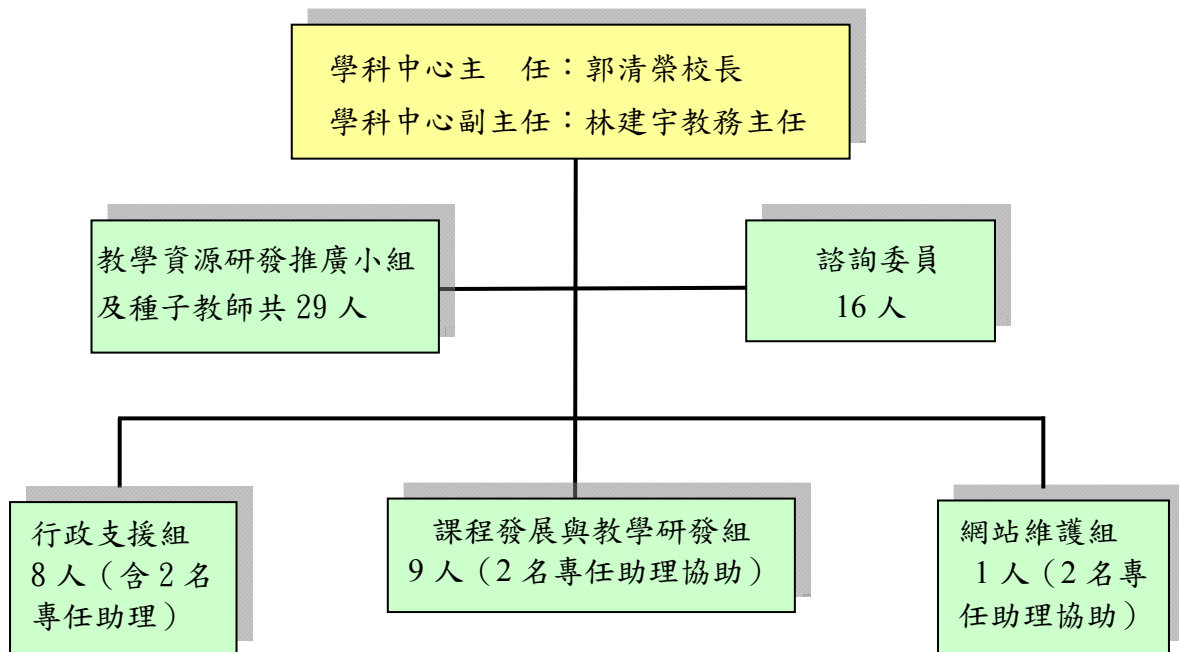 學科中心主　任：郭清榮校長
學科中心副主任：林建宇教務主任
教學資源研發推廣小組
及種子教師共 29 人
諮詢委員
16 人
行政支援組
8 人（含 2 名
專任助理）
課程發展與教學研發組
9 人（2 名專任助理協助）
網站維護組
1 人（2 名專
任助理協助）